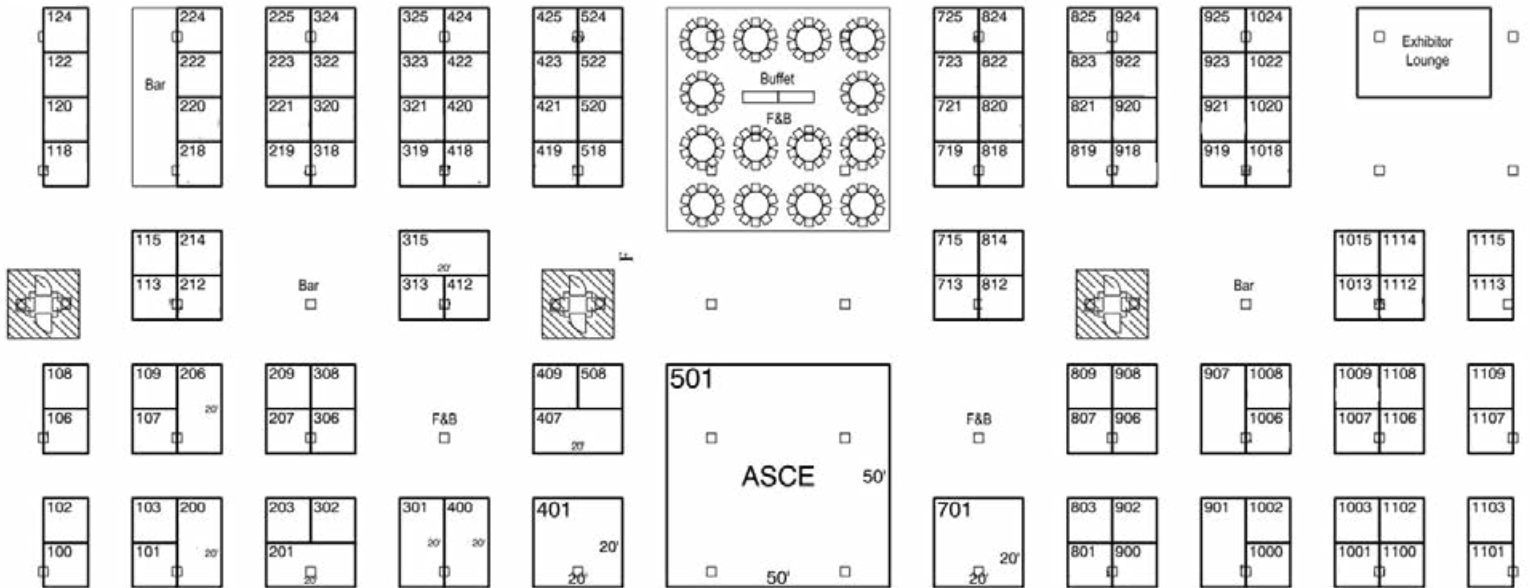 124 224 225 324 325 424 425 524 725 824 825 924 925 1024
Exhibitor
Lounge
122 Bar 222 223 322 323 422 423 522 Buffet 723 822 823 922 923 1022
120 220 221 320 321 420 421 520 F&B 721 820 821 920 921 1020
118 218 219 318 319 418 419 518 719 818 819 918 919 1018
115 214 315 715 814 1015 1114 1115
20'
F
113 212 Bar 313 412 713 812 Bar 1013 1112 1113
108 109 206 209 308 409 508 501 809 908 907 1008 1009 1108 1109
20'
106 107 207 306 F&B 407 F&B 807 906 1006 1007 1106 1107
20'
ASCE 50'
102 103 200 203 302 301 400 401 701 803 902 901 1002 1003 1102 1103
20' 20' 20' 20' 20'
100 101 201 801 900 1000 1001 1100 1101
20' 20' 50' 20'